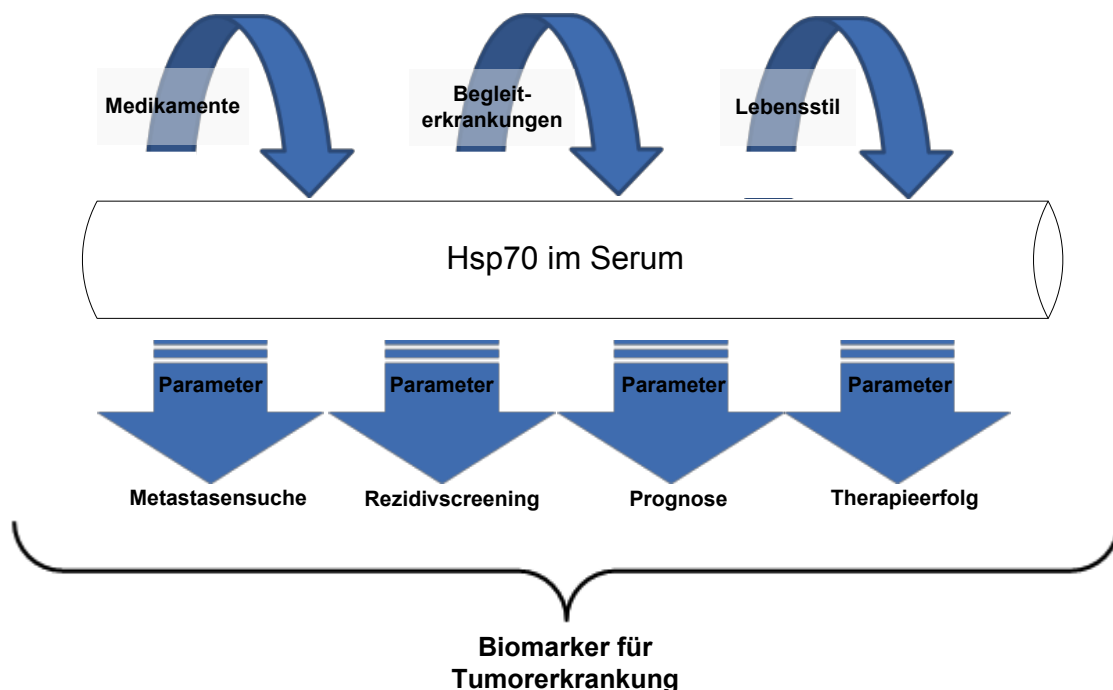 Medikamente
Begleit-
erkrankungen
Lebensstil
Hsp70 im Serum
Parameter
Parameter
Parameter
Parameter
Metastasensuche
Rezidivscreening
Prognose
Therapieerfolg
Biomarker für
Tumorerkrankung